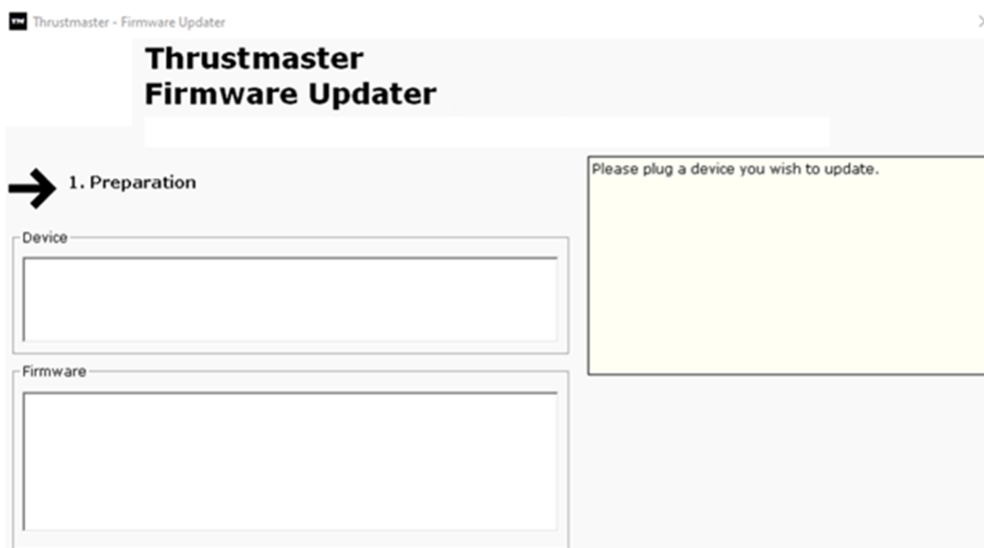 Thrustmaster - Firmware Updater
Thrustmaster
Firmware Updater
1. Preparation
Please plug a device you wish to update.
Device
Firmware